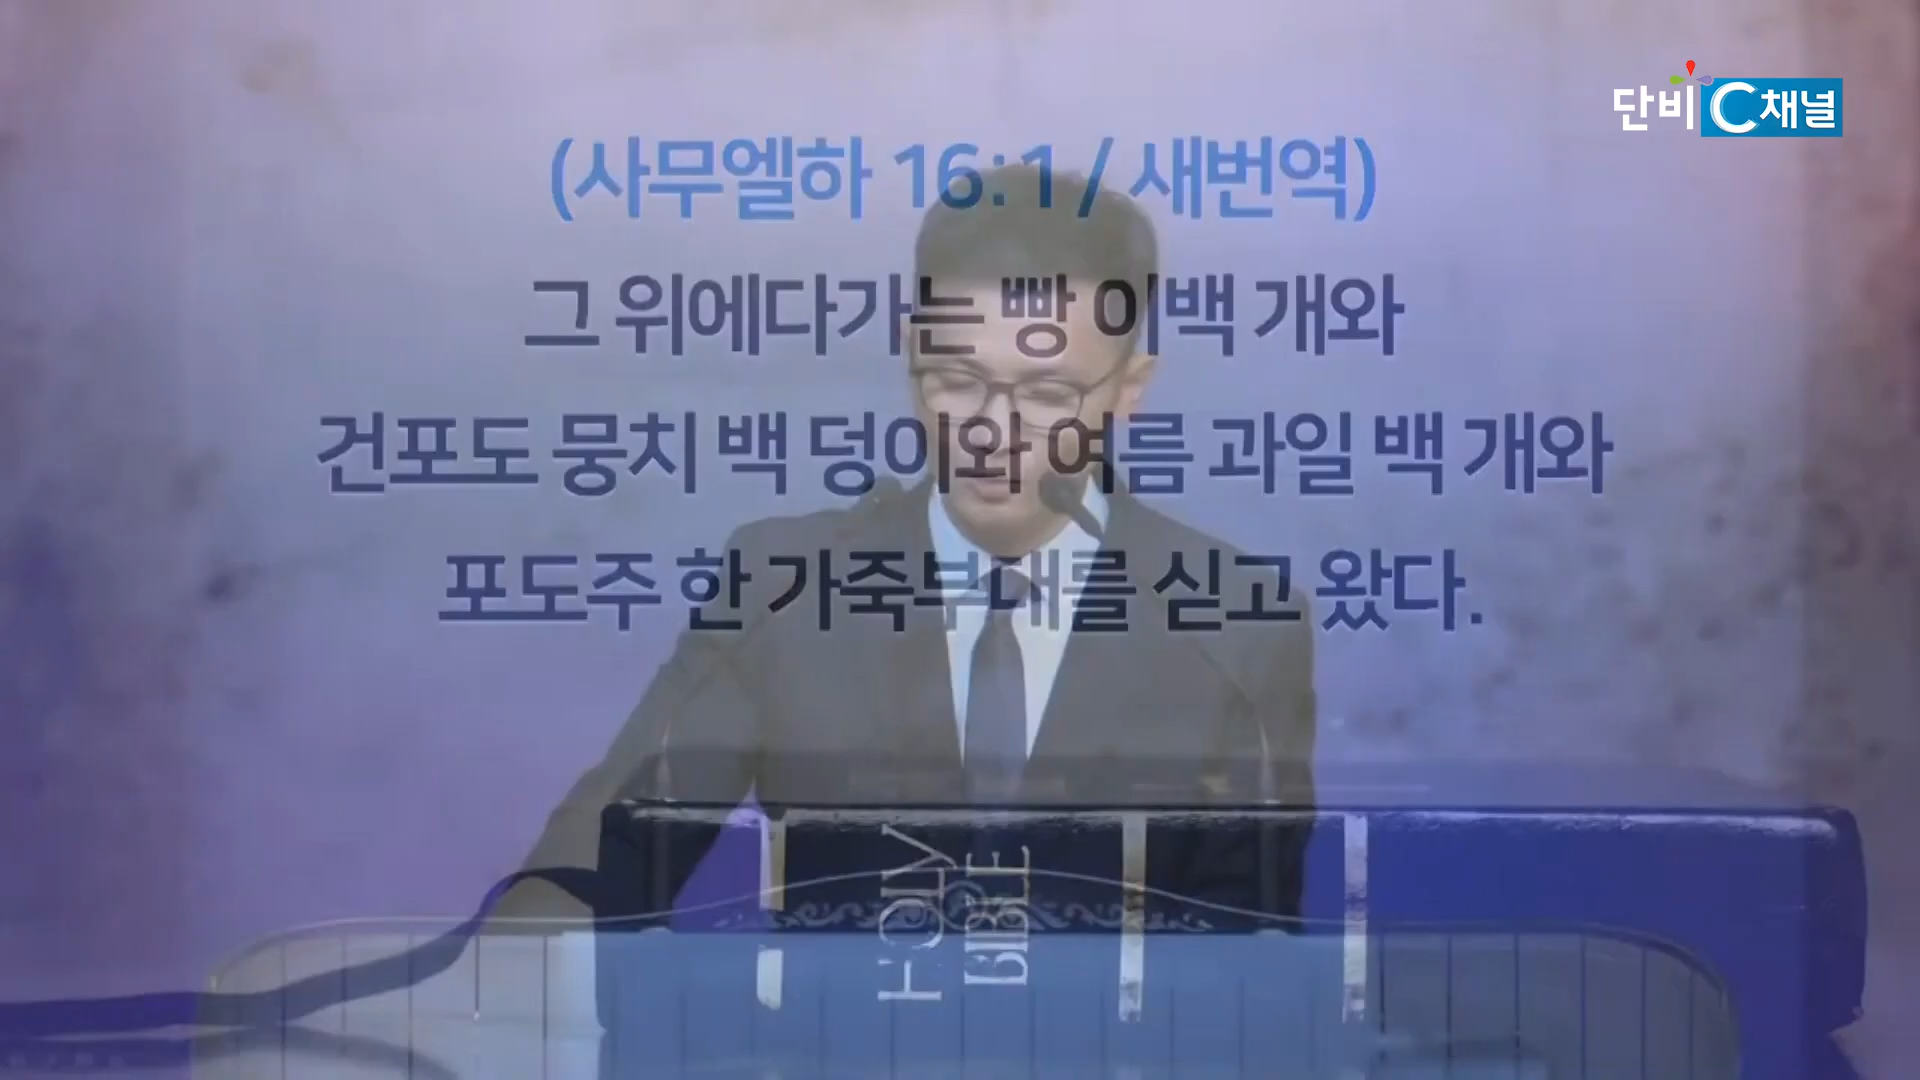 단비 C채널
(사무엘하 16:1 / 새번역)
그 위에다가는 빵 이백 개와
건포도 뭉치 백 덩이와 여름 과일 백 개와
포도주 한 가죽부대를 싣고 왔다.
HOLY
BIBLE